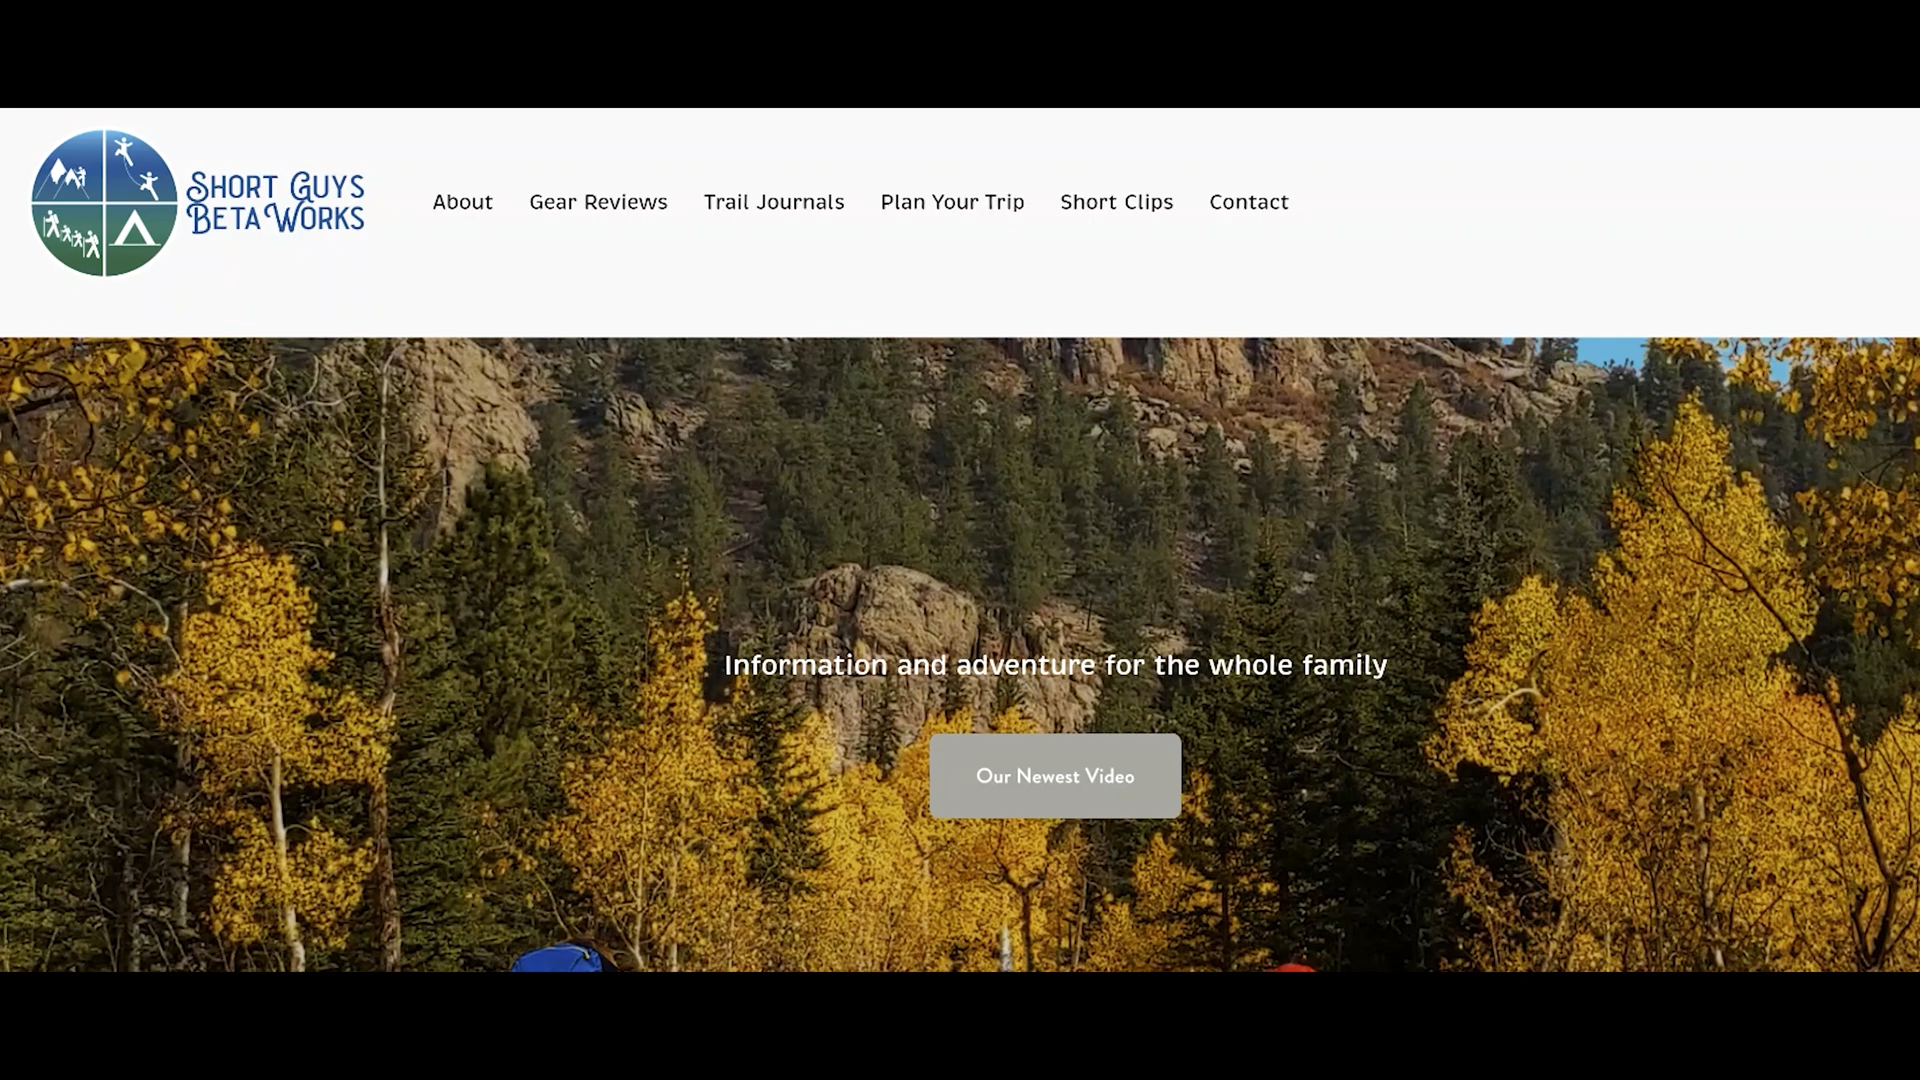 Short Guys
Beta Works
About Gear Reviews Trail Journals Plan Your Trip Short Clips Contact
Information and adventure for the whole family
Our Newest Video